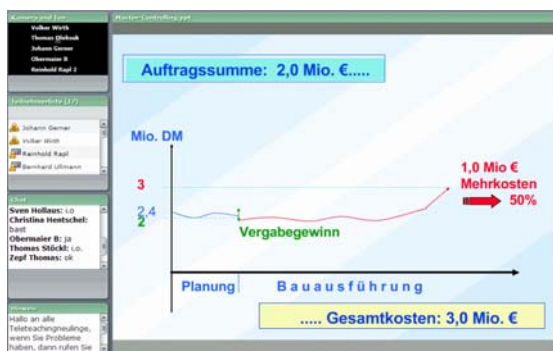 Kamera und Ton
Volker Wirth
Johann Gerner
Obermaier B
Reinhold Rapl 2
Teilnehmerliste (17)
Johann Gerner
Volker Wirth
Reinhold Rapl
Bernhard Ullmann
Chat
Sven Hollaus: i.o
Christina Hentschel:
bast
Obermaier B: ja
Thomas Stöckl: i.o.
Zepf Thomas: ok
Hinweis
Hallo an alle
Teleteachingneulinge,
wenn Sie Probleme
haben, dann rufen Sie
Master-Controlling.ppt
Auftragssumme: 2,0 Mio. €.....
Mio. DM
3
2,4
2
Vergabegewinn
1,0 Mio €
Mehrkosten
50%
Planung
Bauausführung
..... Gesamtkosten: 3,0 Mio. €